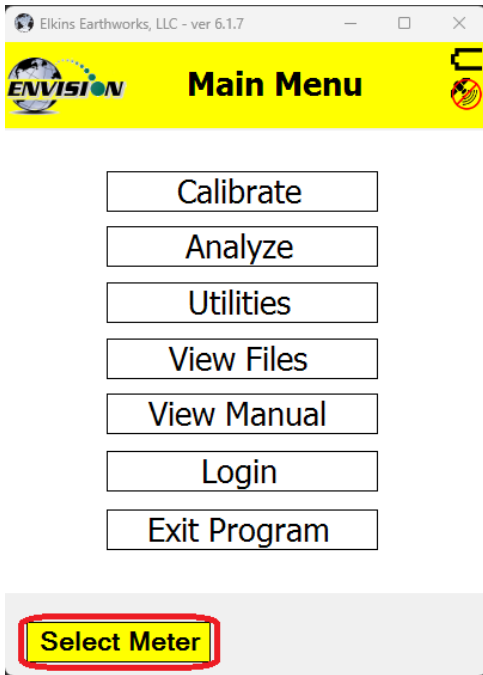 Elkins Earthworks, LLC - ver 6.1.7
ENVISION
Main Menu
Calibrate
Analyze
Utilities
View Files
View Manual
Login
Exit Program
Select Meter